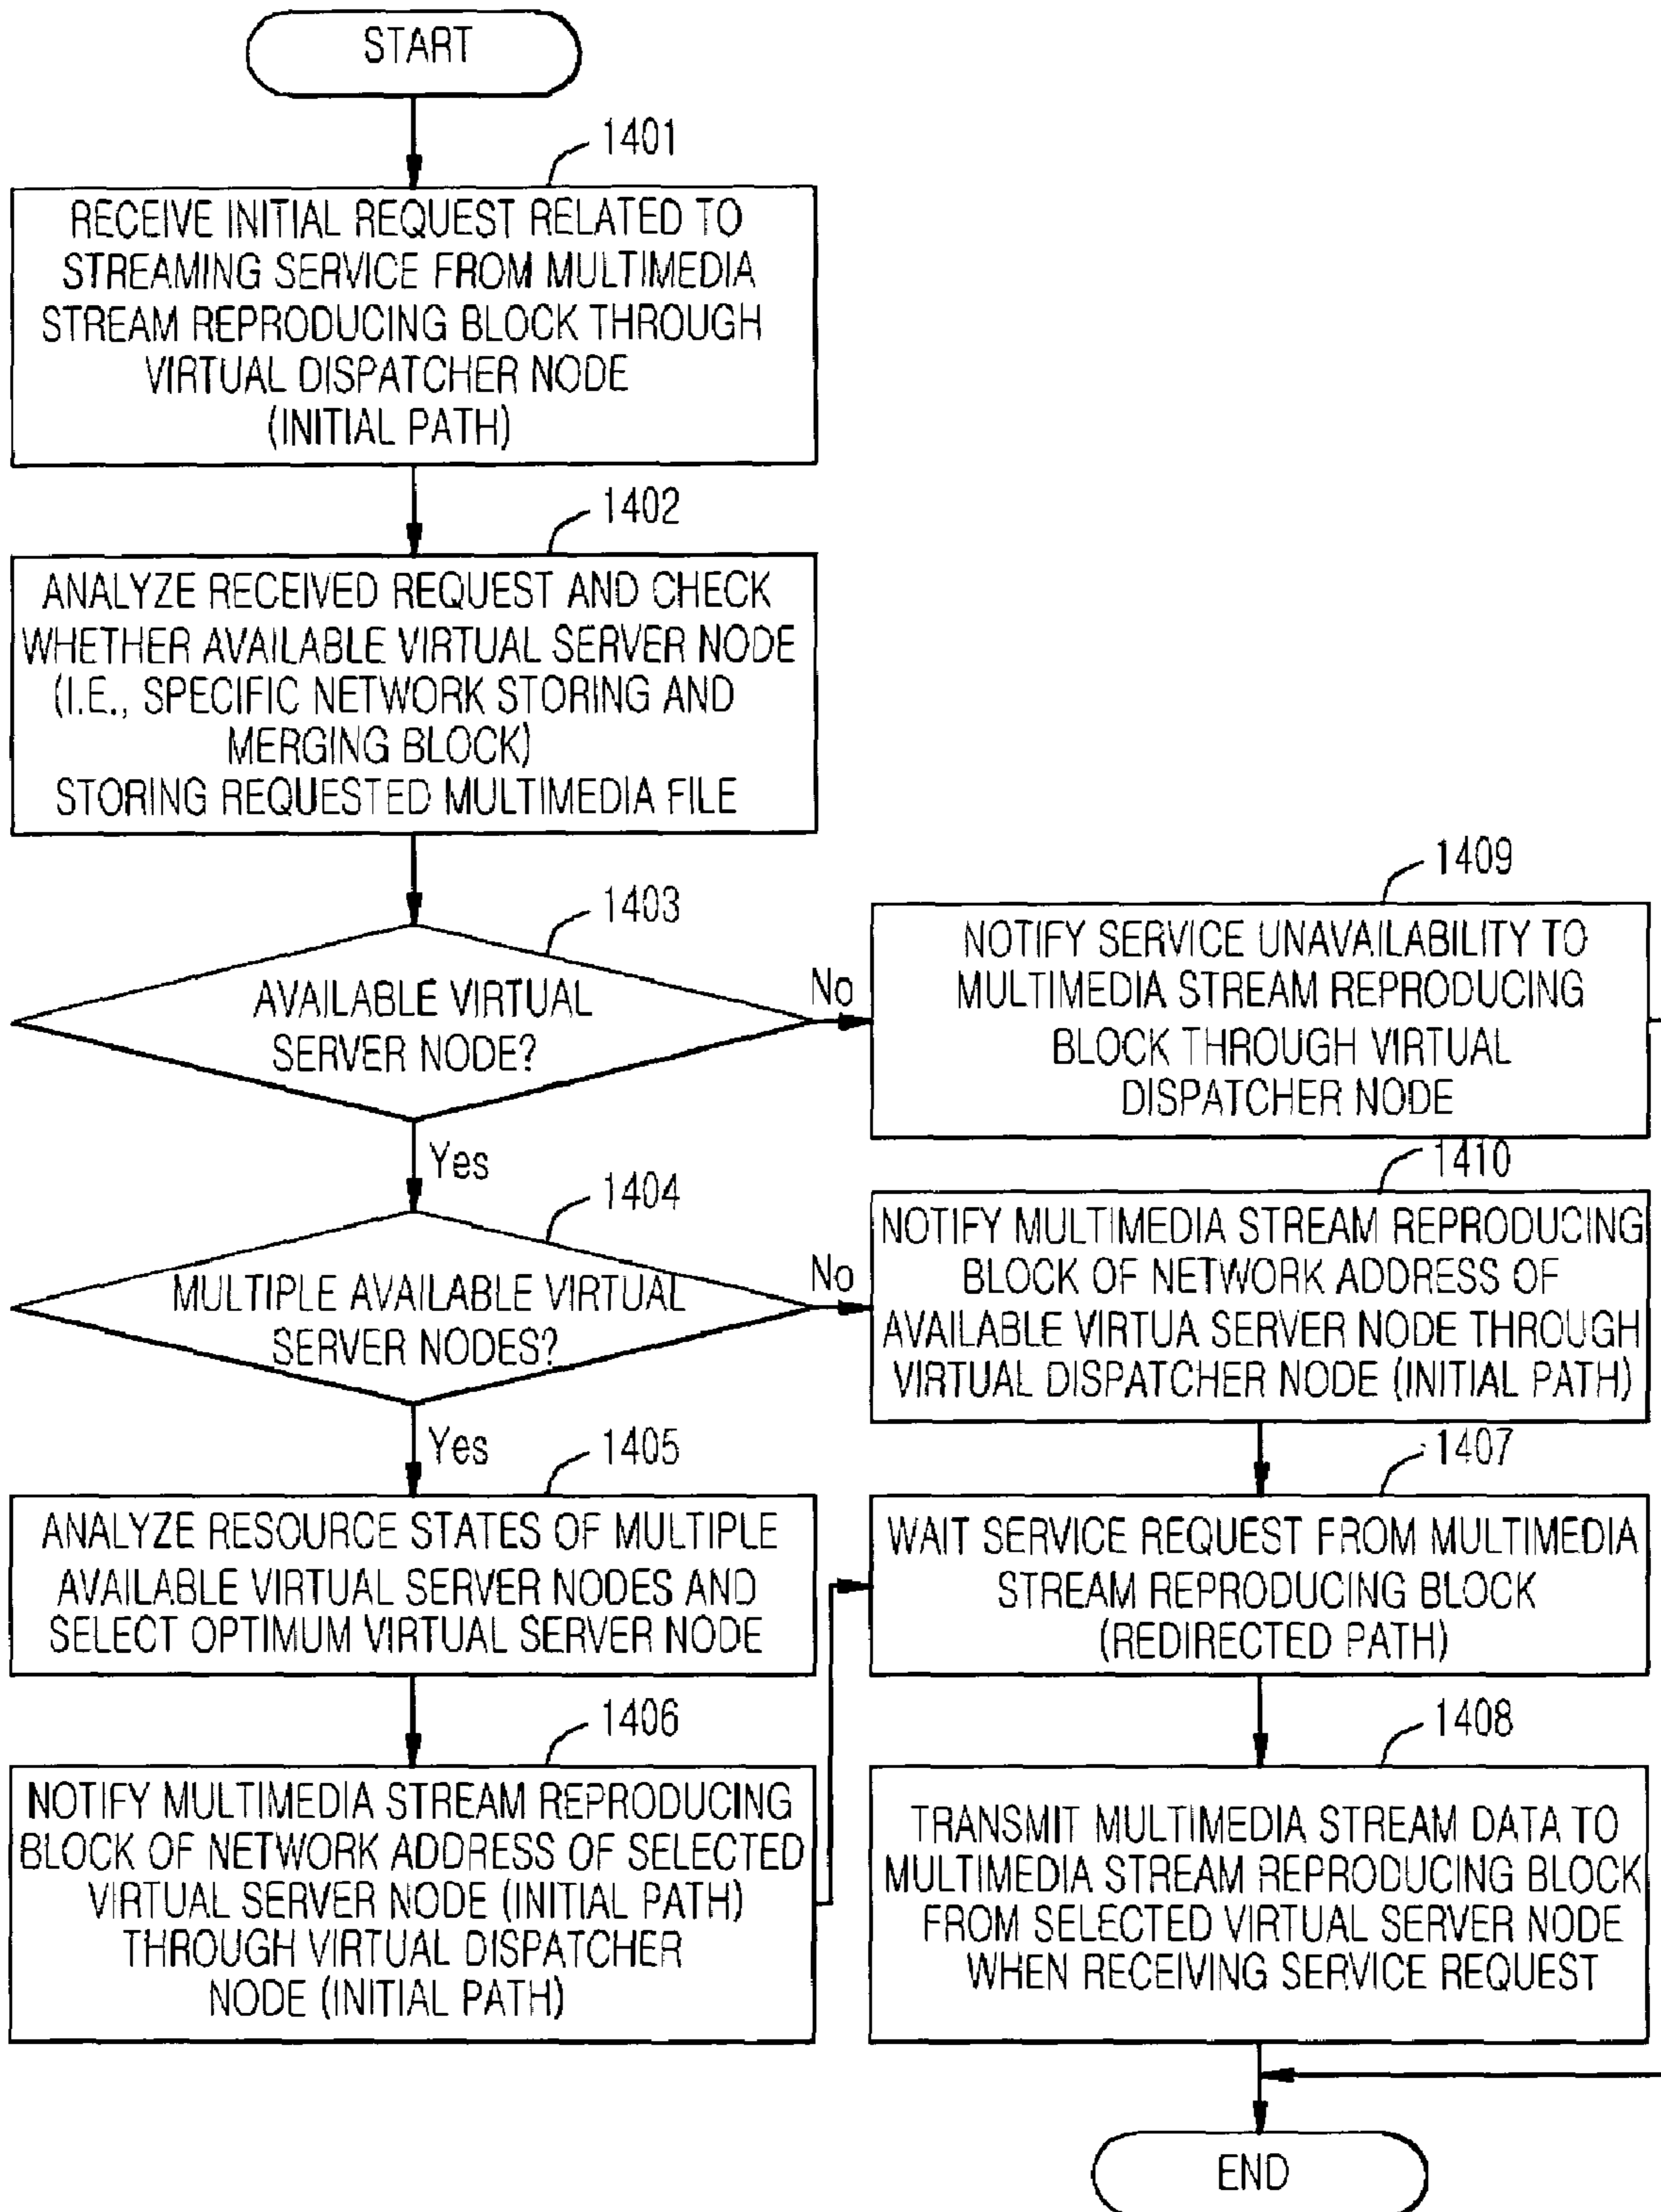 START
1401
RECEIVE INITIAL REQUEST RELATED TO
STREAMING SERVICE FROM MULTIMEDIA
STREAM REPRODUCING BLOCK THROUGH
VIRTUAL DISPATCHER NODE
(INITIAL PATH)
1402
ANALYZE RECEIVED REQUEST AND CHECK
WHETHER AVAILABLE VIRTUAL SERVER NODE
(I.E., SPECIFIC NETWORK STORING AND
MERGING BLOCK)
STORING REQUESTED MULTIMEDIA FILE
1403
AVAILABLE VIRTUAL
SERVER NODE?
No
1409
NOTIFY SERVICE UNAVAILABILITY TO
MULTIMEDIA STREAM REPRODUCING
BLOCK THROUGH VIRTUAL
DISPATCHER NODE
Yes
1404
MULTIPLE AVAILABLE VIRTUAL
SERVER NODES?
No
1410
NOTIFY MULTIMEDIA STREAM REPRODUCING
BLOCK OF NETWORK ADDRESS OF
AVAILABLE VIRTUA SERVER NODE THROUGH
VIRTUAL DISPATCHER NODE (INITIAL PATH)
Yes
1405
ANALYZE RESOURCE STATES OF MULTIPLE
AVAILABLE VIRTUAL SERVER NODES AND
SELECT OPTIMUM VIRTUAL SERVER NODE
1407
WAIT SERVICE REQUEST FROM MULTIMEDIA
STREAM REPRODUCING BLOCK
(REDIRECTED PATH)
1406
NOTIFY MULTIMEDIA STREAM REPRODUCING
BLOCK OF NETWORK ADDRESS OF SELECTED
VIRTUAL SERVER NODE (INITIAL PATH)
THROUGH VIRTUAL DISPATCHER
NODE (INITIAL PATH)
1408
TRANSMIT MULTIMEDIA STREAM DATA TO
MULTIMEDIA STREAM REPRODUCING BLOCK
FROM SELECTED VIRTUAL SERVER NODE
WHEN RECEIVING SERVICE REQUEST
END